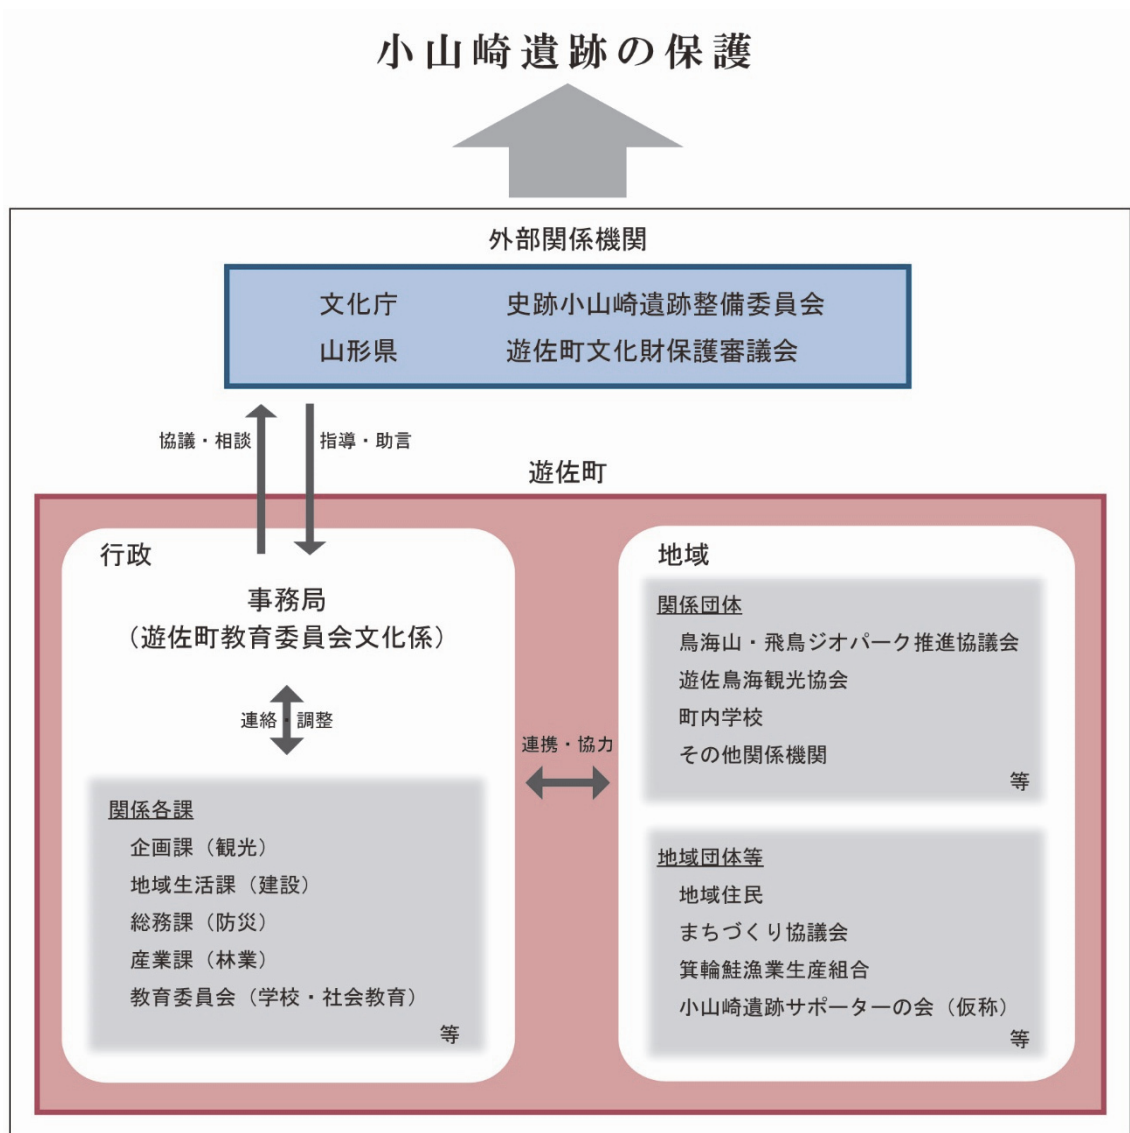 小山崎遺跡の保護
外部関係機関
文化庁
史跡小山崎遺跡整備委員会
山形県
遊佐町文化財保護審議会
協議・相談
指導・助言
遊佐町
行政
事務局
（遊佐町教育委員会文化係）
連絡・調整
関係各課
企画課（観光）
地域生活課（建設）
総務課（防災）
産業課（林業）
教育委員会（学校・社会教育）
等
連携・協力
地域
関係団体
鳥海山・飛鳥ジオパーク推進協議会
遊佐鳥海観光協会
町内学校
その他関係機関
等
地域団体等
地域住民
まちづくり協議会
箕輪鮭漁業生産組合
小山崎遺跡サポーターの会（仮称）
等